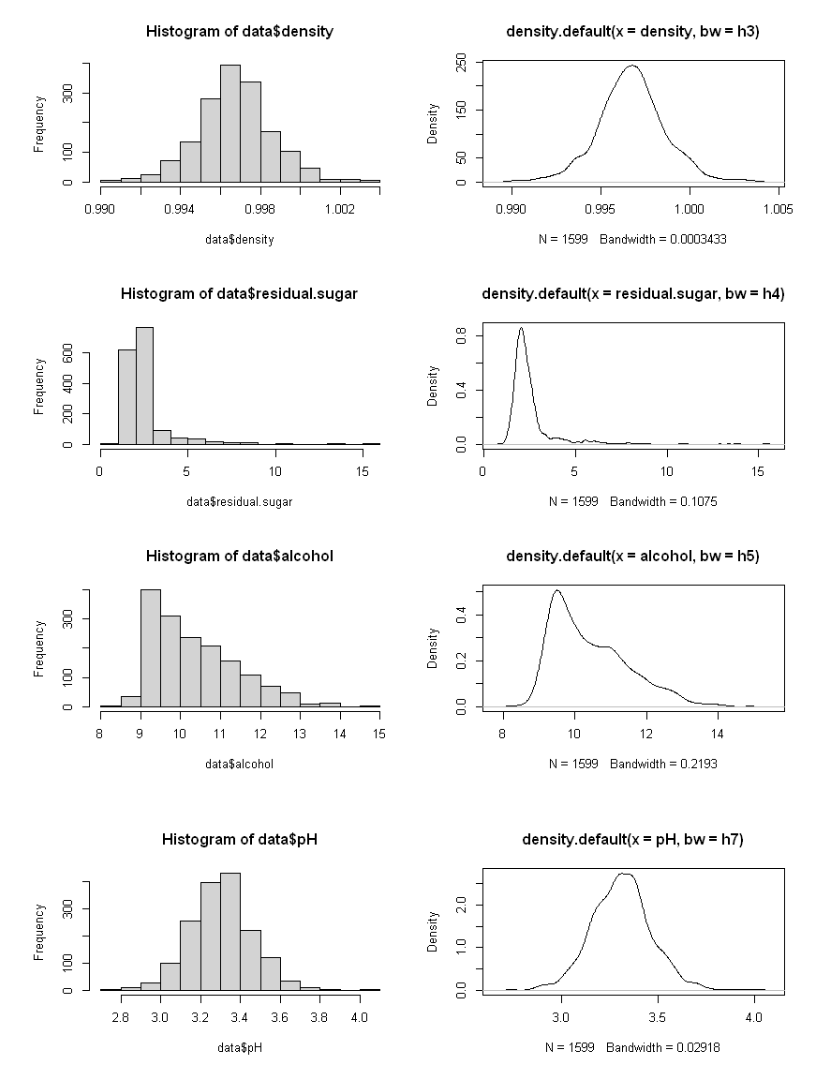 Histogram of data$density
Frequency
0 100 300
0.990 0.994 0.998 1.002
data$density
density.default(x = density, bw = h3)
Density
0 50 150 250
0.990 0.995 1.000 1.005
N = 1599 Bandwidth = 0.0003433
Histogram of data$residual.sugar
Frequency
0 200 400 600
0 5 10 15
data$residual.sugar
density.default(x = residual.sugar, bw = h4)
Density
0.0 0.4 0.8
0 5 10 15
N = 1599 Bandwidth = 0.1075
Histogram of data$alcohol
Frequency
0 100 300
8 9 10 11 12 13 14 15
data$alcohol
density.default(x = alcohol, bw = h5)
Density
0.0 0.2 0.4
8 10 12 14
N = 1599 Bandwidth = 0.2193
Histogram of data$pH
Frequency
0 100 300
2.8 3.0 3.2 3.4 3.6 3.8 4.0
data$pH
density.default(x = pH, bw = h7)
Density
0.0 1.0 2.0
3.0 3.5 4.0
N = 1599 Bandwidth = 0.02918